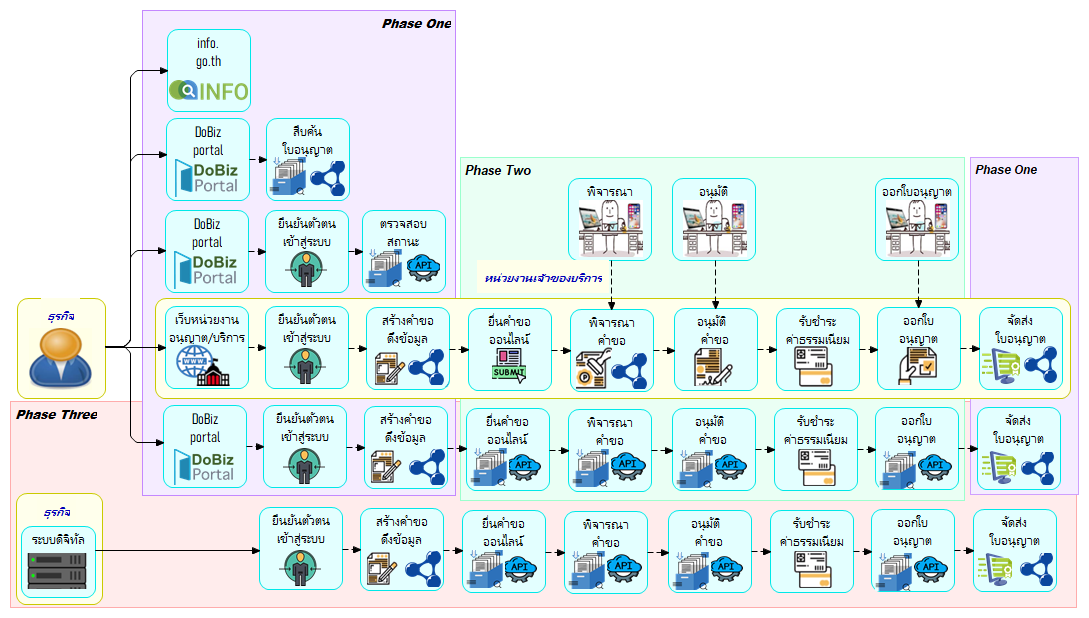 Phase One
info.
go.th
INFO
DoBiz
portal
DoBiz
Portal
สืบค้น
ใบอนุญาต
Phase Two
Phase One
พิจารณา
อนุมัติ
ออกใบอนุญาต
DoBiz
portal
DoBiz
Portal
ยืนยันตัวตน
เข้าสู่ระบบ
ตรวจสอบ
สถานะ
API
หน่วยงานเจ้าของบริการ
ธุรกิจ
เว็บหน่วยงาน
อนุญาต/บริการ
WWW
ยืนยันตัวตน
เข้าสู่ระบบ
สร้างคำขอ
ดึงข้อมูล
ยื่นคำขอ
ออนไลน์
SUBMIT
พิจารณา
คำขอ
อนุมัติ
คำขอ
รับชำระ
ค่าธรรมเนียม
ออกใบ
อนุญาต
จัดส่ง
ใบอนุญาต
Phase Three
DoBiz
portal
DoBiz
Portal
ยืนยันตัวตน
เข้าสู่ระบบ
สร้างคำขอ
ดึงข้อมูล
ยื่นคำขอ
ออนไลน์
API
พิจารณา
คำขอ
API
อนุมัติ
คำขอ
API
รับชำระ
ค่าธรรมเนียม
ออกใบ
อนุญาต
API
จัดส่ง
ใบอนุญาต
ธุรกิจ
ระบบดิจิทัล
ยืนยันตัวตน
เข้าสู่ระบบ
สร้างคำขอ
ดึงข้อมูล
ยื่นคำขอ
ออนไลน์
API
พิจารณา
คำขอ
API
อนุมัติ
คำขอ
API
รับชำระ
ค่าธรรมเนียม
ออกใบ
อนุญาต
API
จัดส่ง
ใบอนุญาต